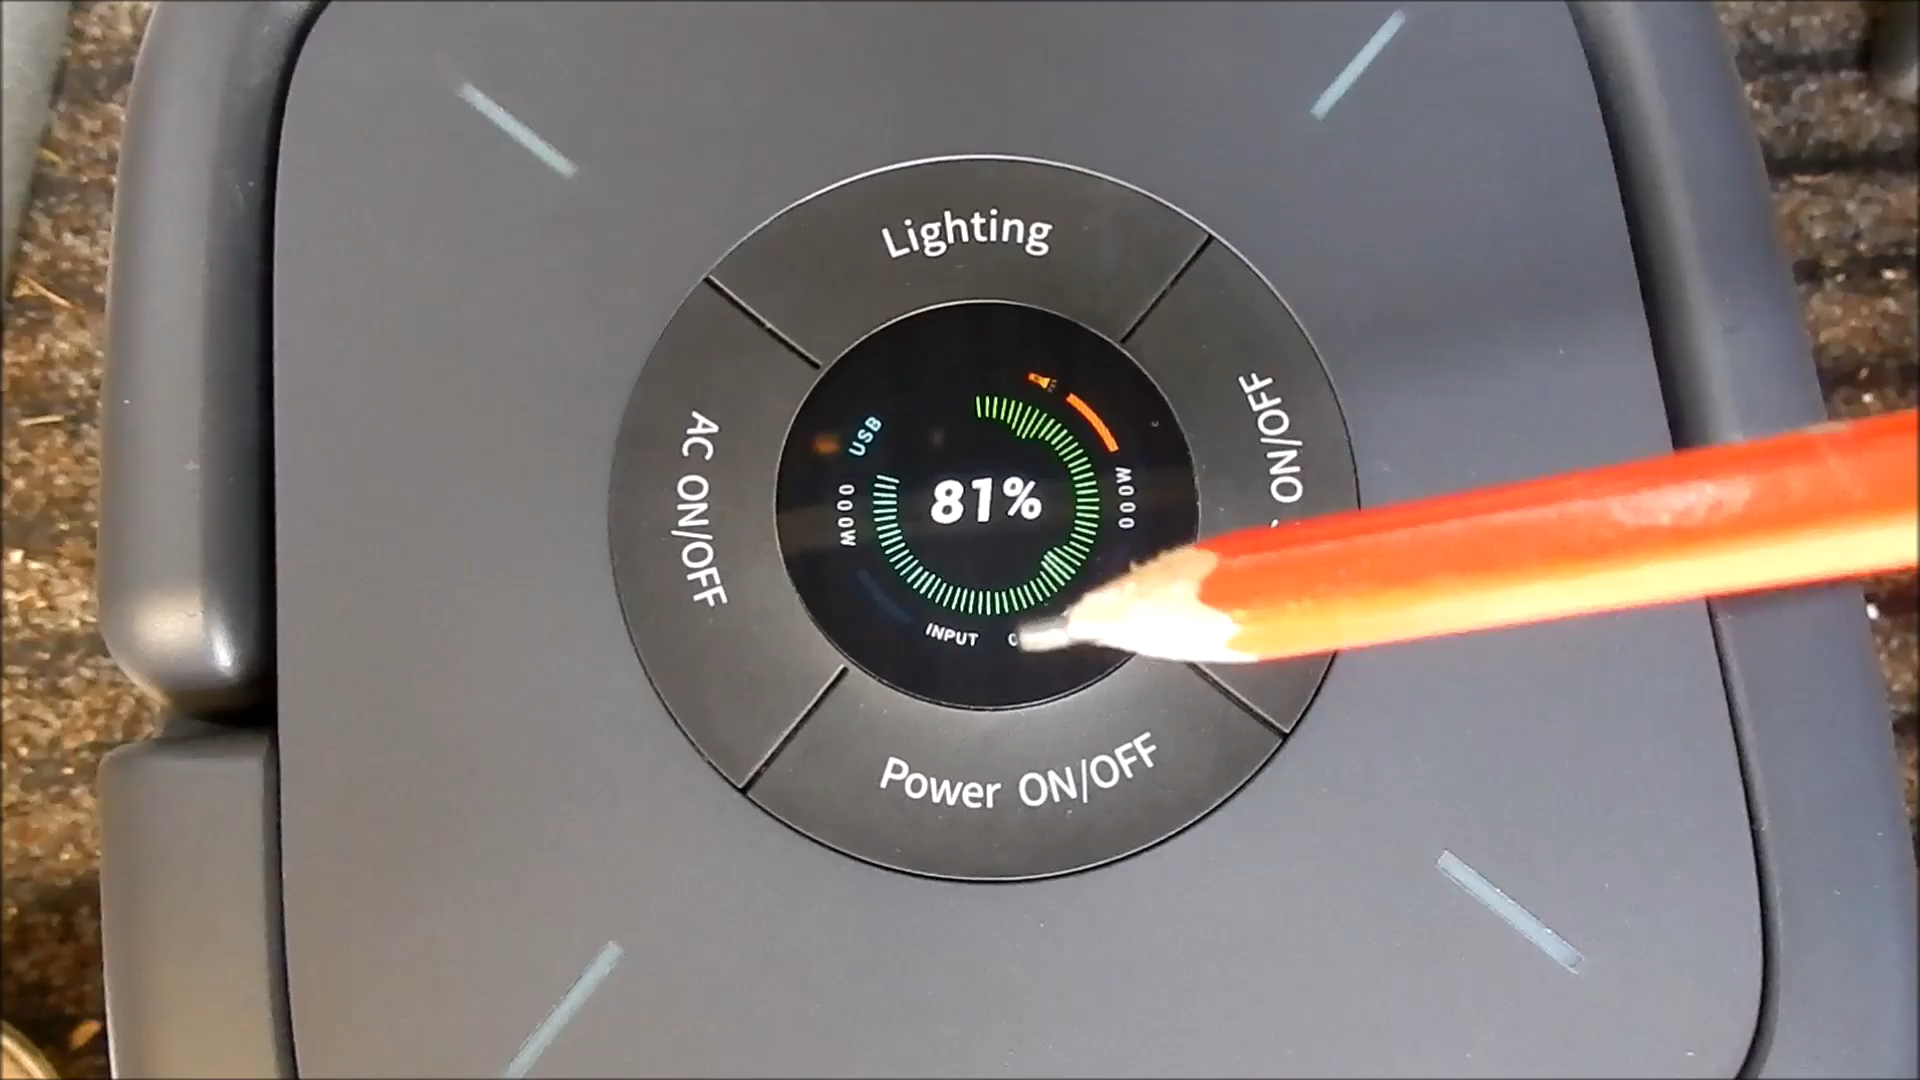 Lighting
AC ON/OFF
ON/OFF
USB
000W
81%
000W
INPUT
Power ON/OFF